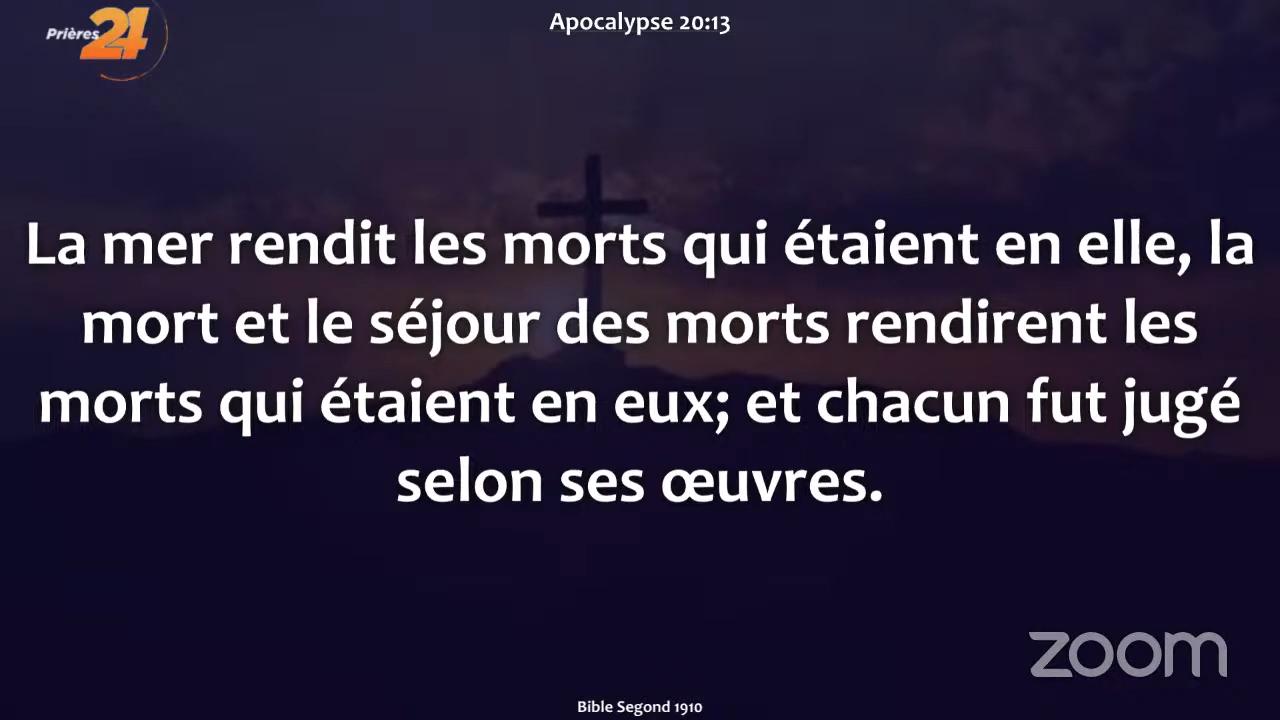 Prières 21
Apocalypse 20:13
La mer rendit les morts qui étaient en elle, la
mort et le séjour des morts rendirent les
morts qui étaient en eux; et chacun fut jugé
selon ses œuvres.
zoom
Bible Segond 1910